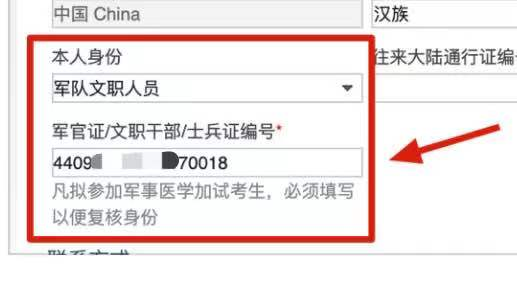 中国 China
汉族
本人身份
往来大陆通行证编
军队文职人员
军官证/文职干部/士兵证编号*
4409 70018
凡拟参加军事医学加试考生，必须填写
以便复核身份